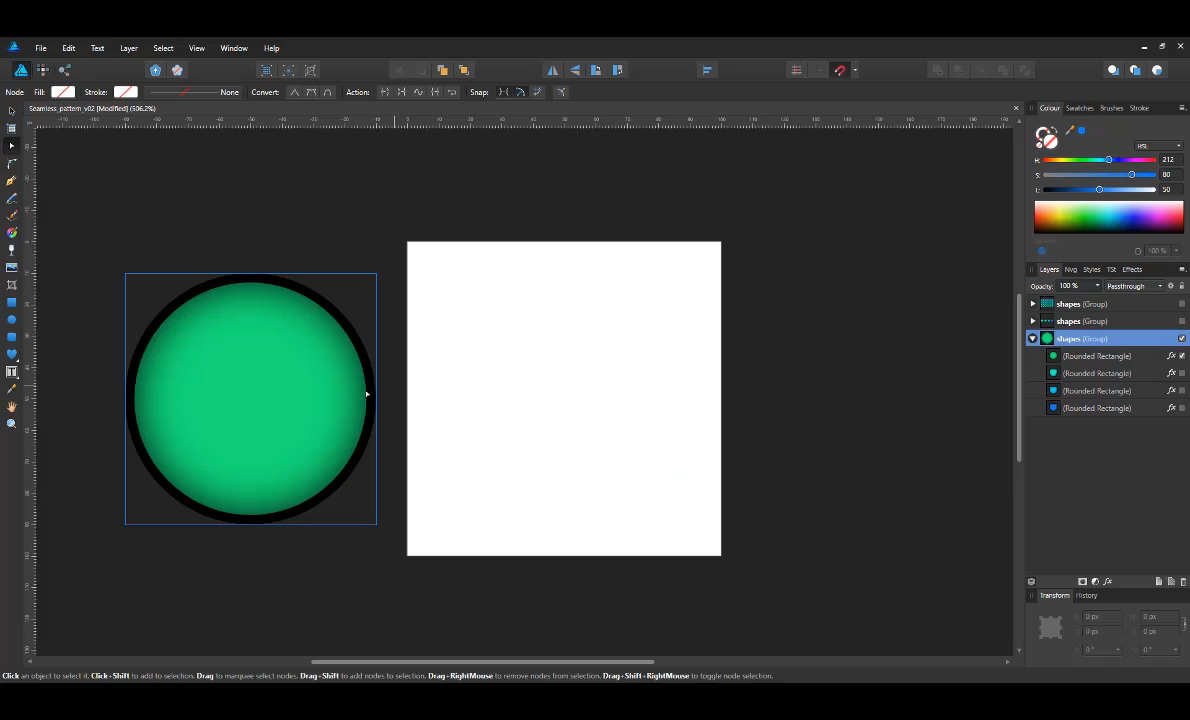 File Edit Text Layer Select View Window Help
Node Fill: Stroke: None Convert: Action: Snap:
Seamless_pattern_v02 [Modified] (506.2%)
Colour Swatches Brushes Stroke
HSL
H: 212
S: 80
L: 50
100 %
Layers Nvg Styles TSt Effects
Opacity: 100 % Passthrough
shapes (Group)
shapes (Group)
shapes (Group)
(Rounded Rectangle) fx
(Rounded Rectangle) fx
(Rounded Rectangle) fx
(Rounded Rectangle) fx
Transform History
X: 0 px 0 px
Y: 0 px 0 px
0 ° 0 °
Click an object to select it. Click+Shift to add to selection. Drag to marquee select nodes. Drag+Shift to add nodes to selection. Drag+RightMouse to remove nodes from selection. Drag+Shift+RightMouse to toggle node selection.